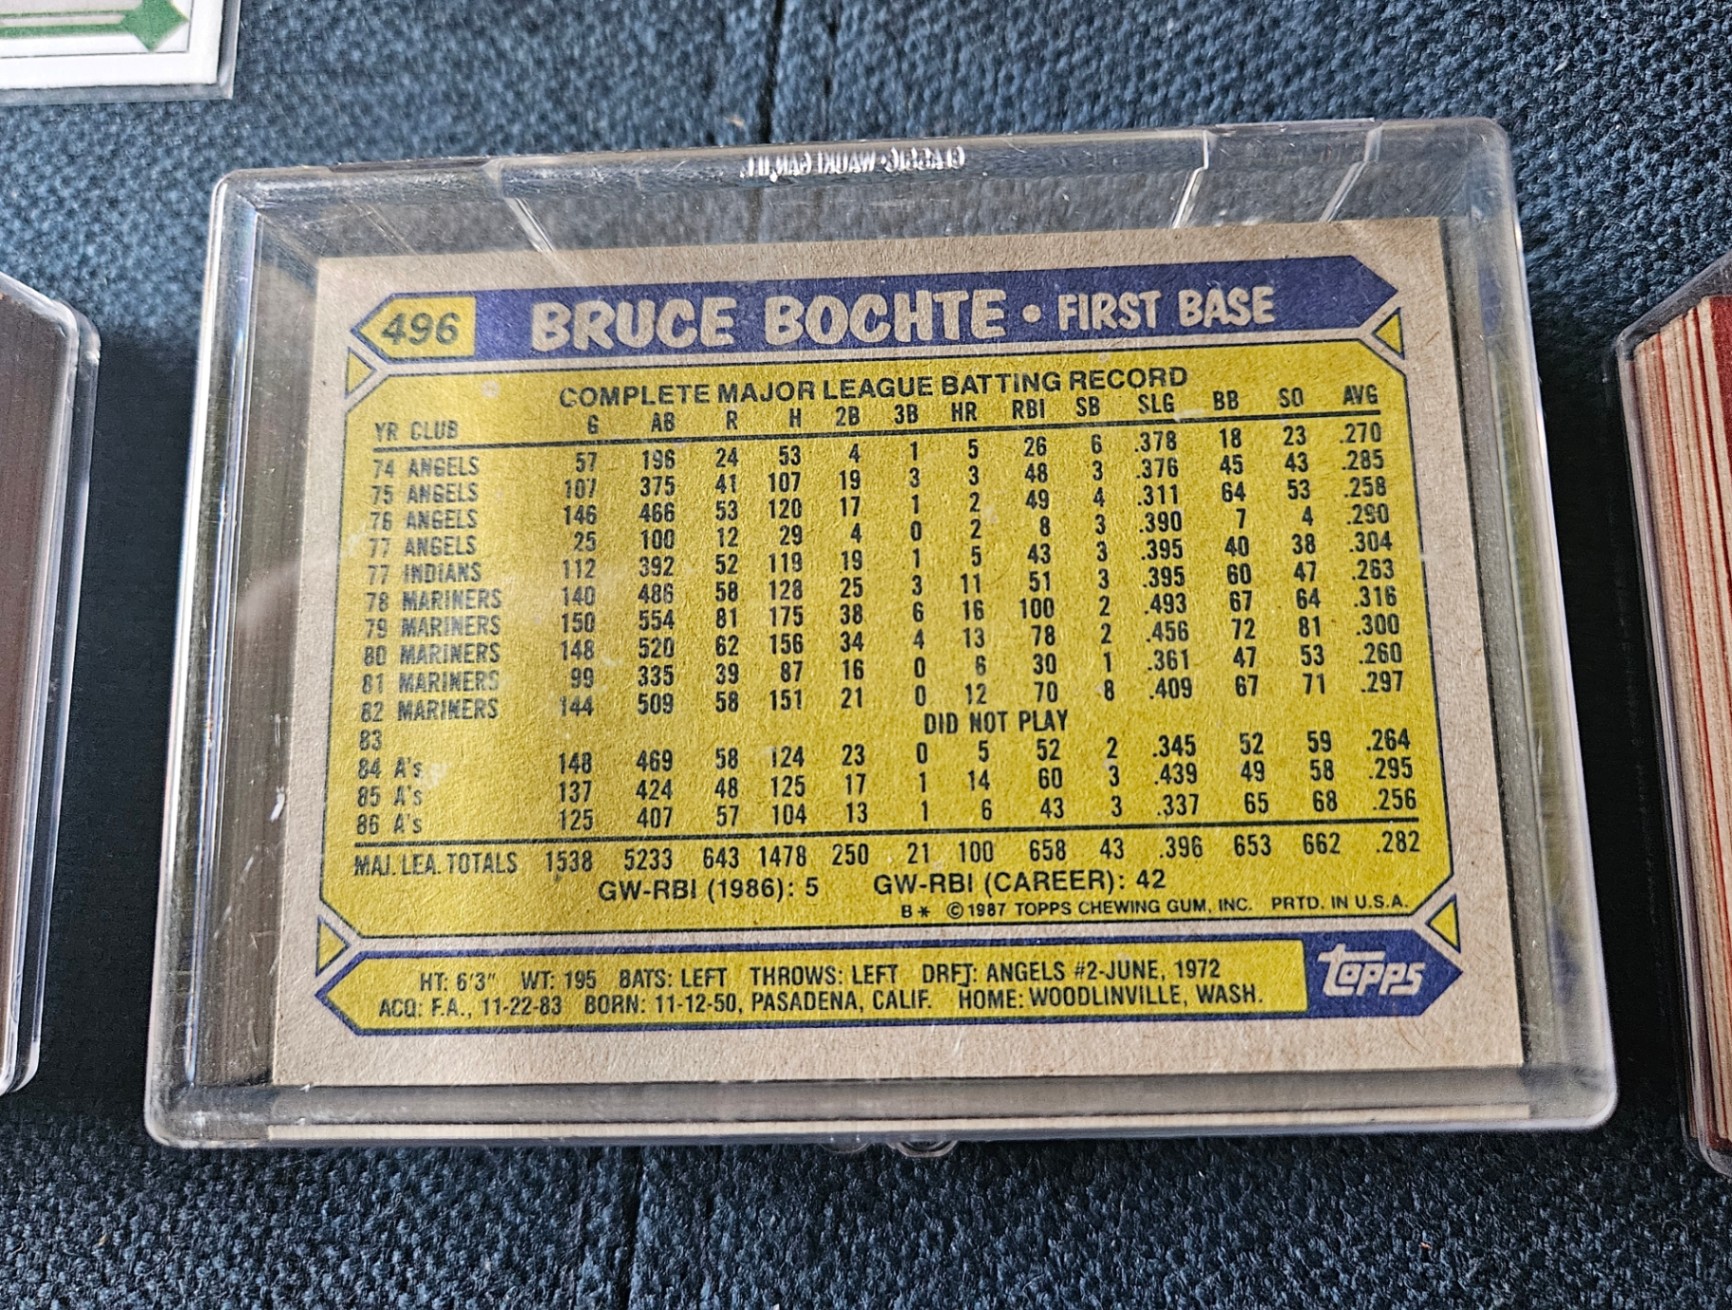 496 BRUCE BOCHTE • FIRST BASE
COMPLETE MAJOR LEAGUE BATTING RECORD
YR CLUB G AB R H 2B 3B HR RBI SB SLG BB SO AVG
74 ANGELS 57 196 24 53 4 1 5 26 6 .378 18 23 .270
75 ANGELS 107 375 41 107 19 3 3 48 3 .376 45 43 .285
76 ANGELS 146 466 53 120 17 1 2 49 4 .311 64 53 .258
77 ANGELS 25 100 12 29 4 0 2 8 3 .390 7 4 .290
77 INDIANS 112 392 52 119 19 1 5 43 3 .395 40 38 .304
78 MARINERS 140 486 58 128 25 3 11 51 3 .395 60 47 .263
79 MARINERS 150 554 81 175 38 6 16 100 2 .493 67 64 .316
80 MARINERS 148 520 62 156 34 4 13 78 2 .456 72 81 .300
81 MARINERS 99 335 39 87 16 0 6 30 1 .361 47 53 .260
82 MARINERS 144 509 58 151 21 0 12 70 8 .409 67 71 .297
83 DID NOT PLAY
84 A's 148 469 58 124 23 0 5 52 2 .345 52 59 .264
85 A's 137 424 48 125 17 1 14 60 3 .439 49 58 .295
86 A's 125 407 57 104 13 1 6 43 3 .337 65 68 .256
MAJ. LEA. TOTALS 1538 5233 643 1478 250 21 100 658 43 .396 653 662 .282
GW-RBI (1986): 5 GW-RBI (CAREER): 42
B* ©1987 TOPPS CHEWING GUM, INC. PRTD. IN U.S.A.
HT: 6'3" WT: 195 BATS: LEFT THROWS: LEFT DRFT: ANGELS #2-JUNE, 1972
ACQ: F.A., 11-22-83 BORN: 11-12-50, PASADENA, CALIF. HOME: WOODLINVILLE, WASH.
topps